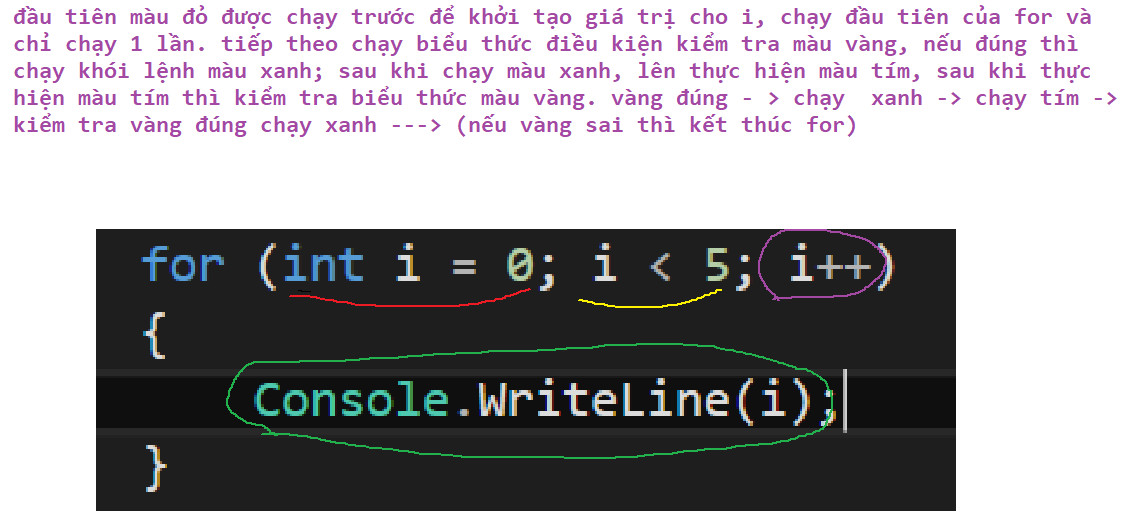 đầu tiên màu đỏ được chạy trước để khởi tạo giá trị cho i, chạy đầu tiên của for và
chỉ chạy 1 lần. tiếp theo chạy biểu thức điều kiện kiểm tra màu vàng, nếu đúng thì
chạy khói lệnh màu xanh; sau khi chạy màu xanh, lên thực hiện màu tím, sau khi thực
hiện màu tím thì kiểm tra biểu thức màu vàng. vàng đúng - > chạy  xanh -> chạy tím ->
kiểm tra vàng đúng chạy xanh ---> (nếu vàng sai thì kết thúc for)
for (int i = 0; i < 5; i++)
{
Console.WriteLine(i);
}